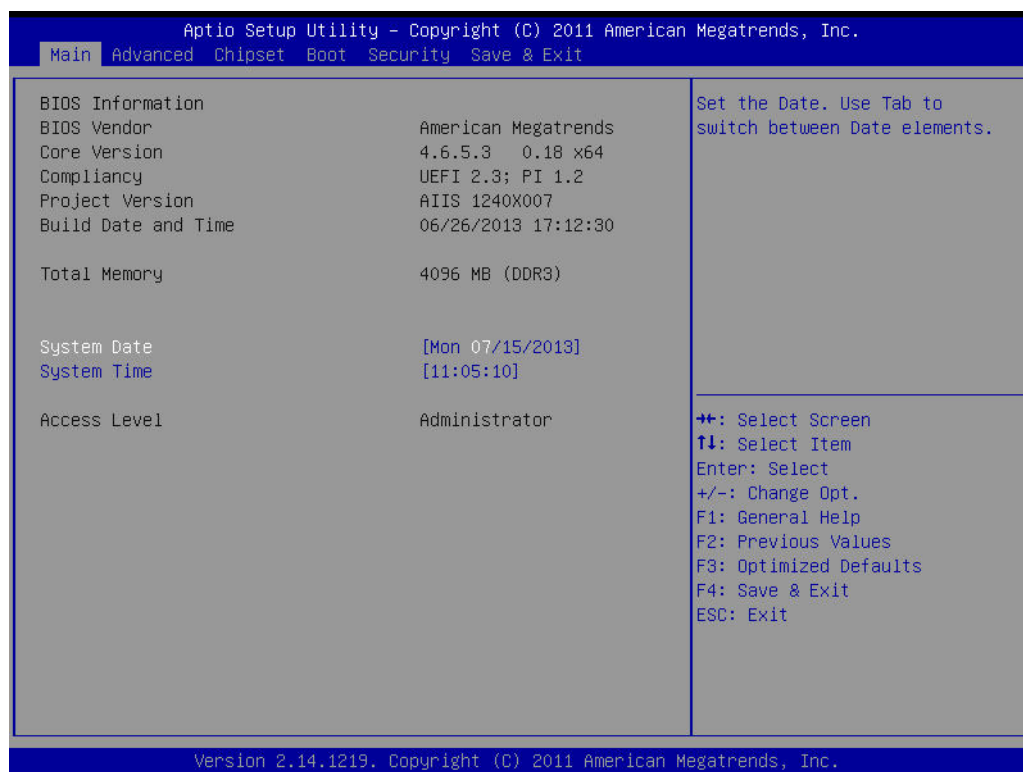 Aptio Setup Utility – Copyright (C) 2011 American Megatrends, Inc.
Main Advanced Chipset Boot Security Save & Exit
BIOS Information
BIOS Vendor American Megatrends
Core Version 4.6.5.3 0.18 x64
Compliancy UEFI 2.3; PI 1.2
Project Version AIIS 1240X007
Build Date and Time 06/26/2013 17:12:30
Total Memory 4096 MB (DDR3)
System Date [Mon 07/15/2013]
System Time [11:05:10]
Access Level Administrator
Set the Date. Use Tab to
switch between Date elements.
→←: Select Screen
↑↓: Select Item
Enter: Select
+/-: Change Opt.
F1: General Help
F2: Previous Values
F3: Optimized Defaults
F4: Save & Exit
ESC: Exit
Version 2.14.1219. Copyright (C) 2011 American Megatrends, Inc.